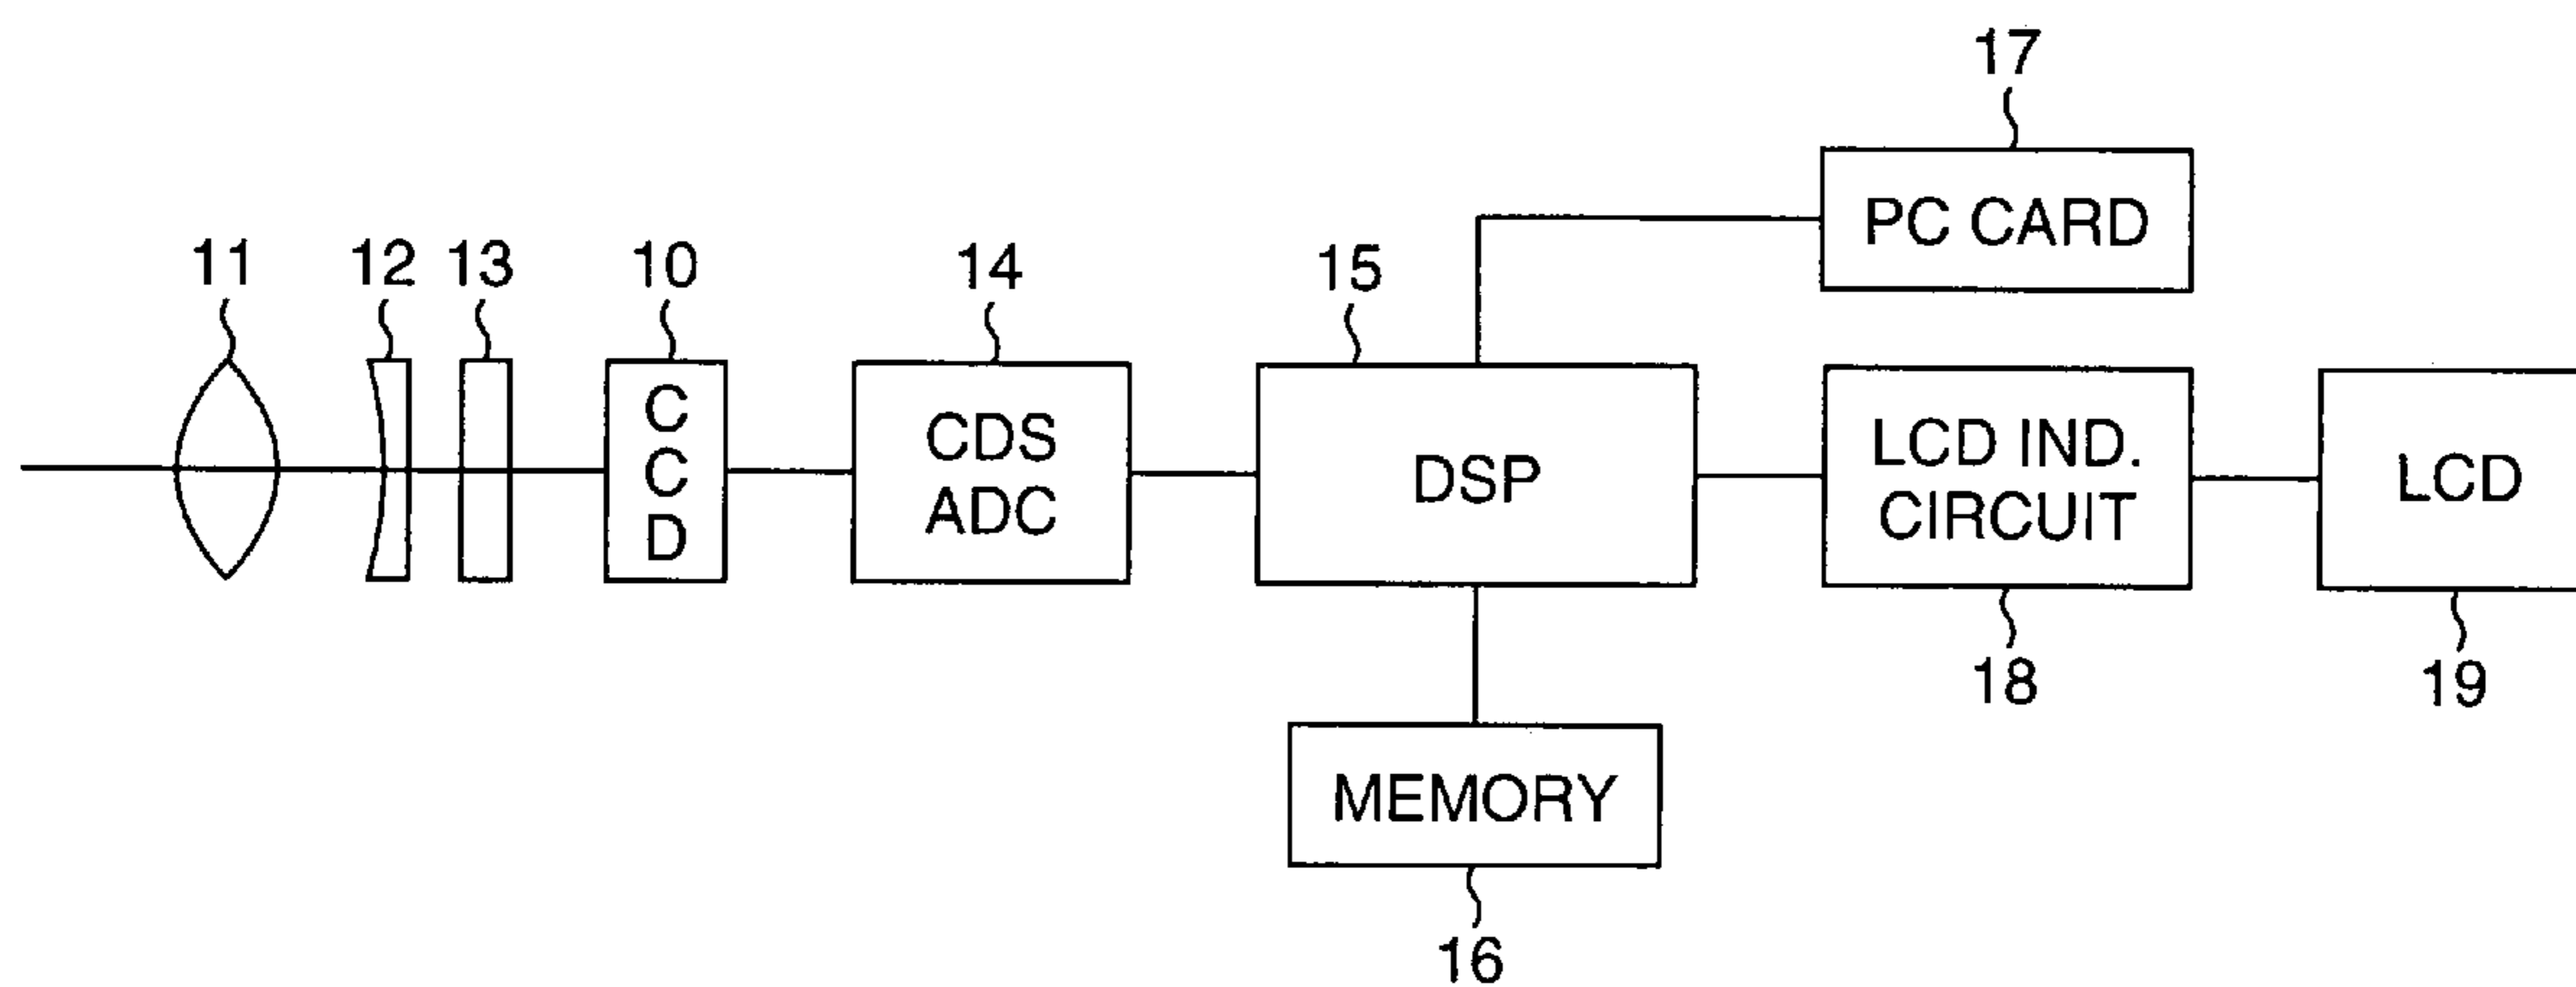 17
PC CARD
11
12
13
10
14
15
C
C
D
CDS
ADC
DSP
LCD IND.
CIRCUIT
LCD
18
19
MEMORY
16